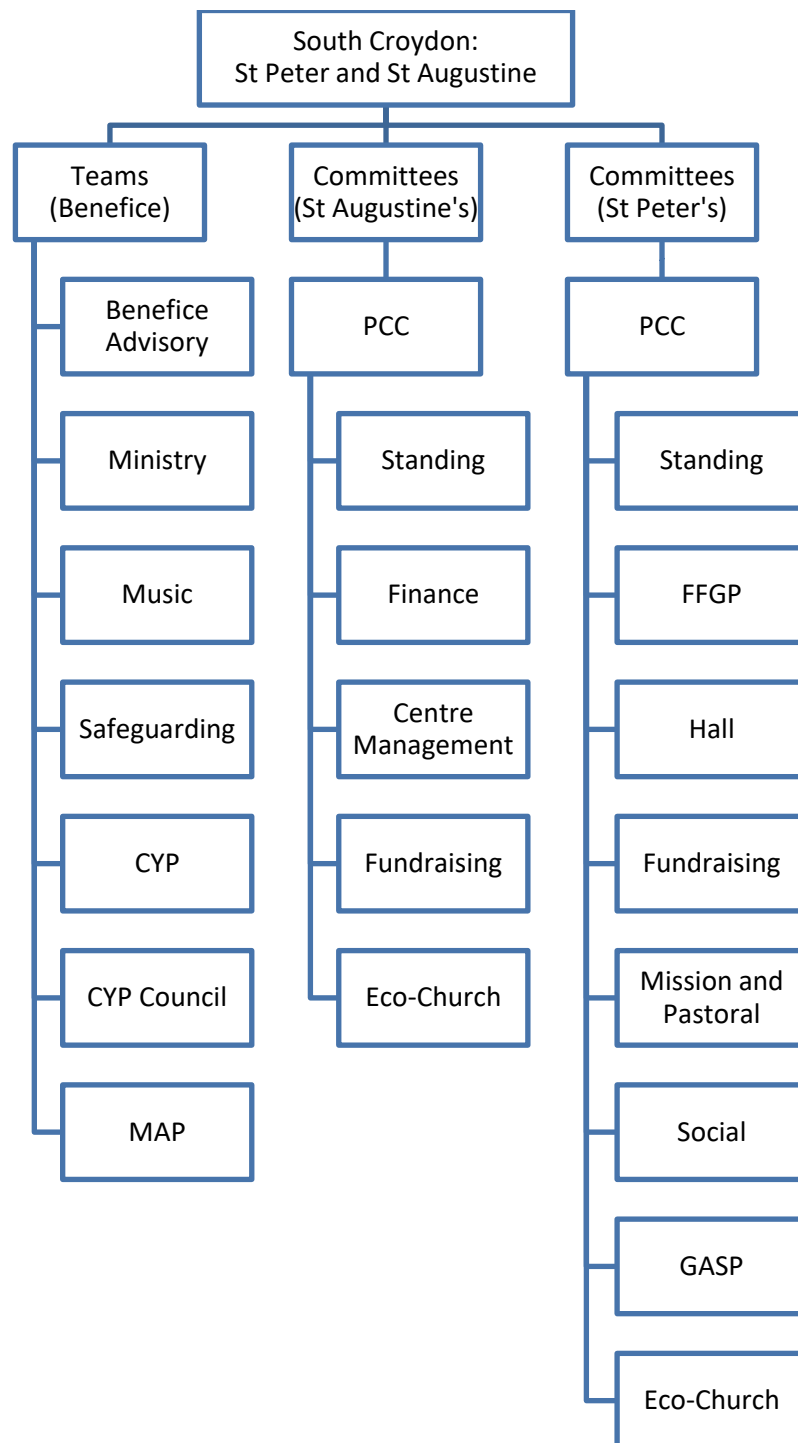 South Croydon:
St Peter and St Augustine
Teams
(Benefice)
Benefice
Advisory
Ministry
Music
Safeguarding
CYP
CYP Council
MAP
Committees
(St Augustine's)
PCC
Standing
Finance
Centre
Management
Fundraising
Eco-Church
Committees
(St Peter's)
PCC
Standing
FFGP
Hall
Fundraising
Mission and
Pastoral
Social
GASP
Eco-Church